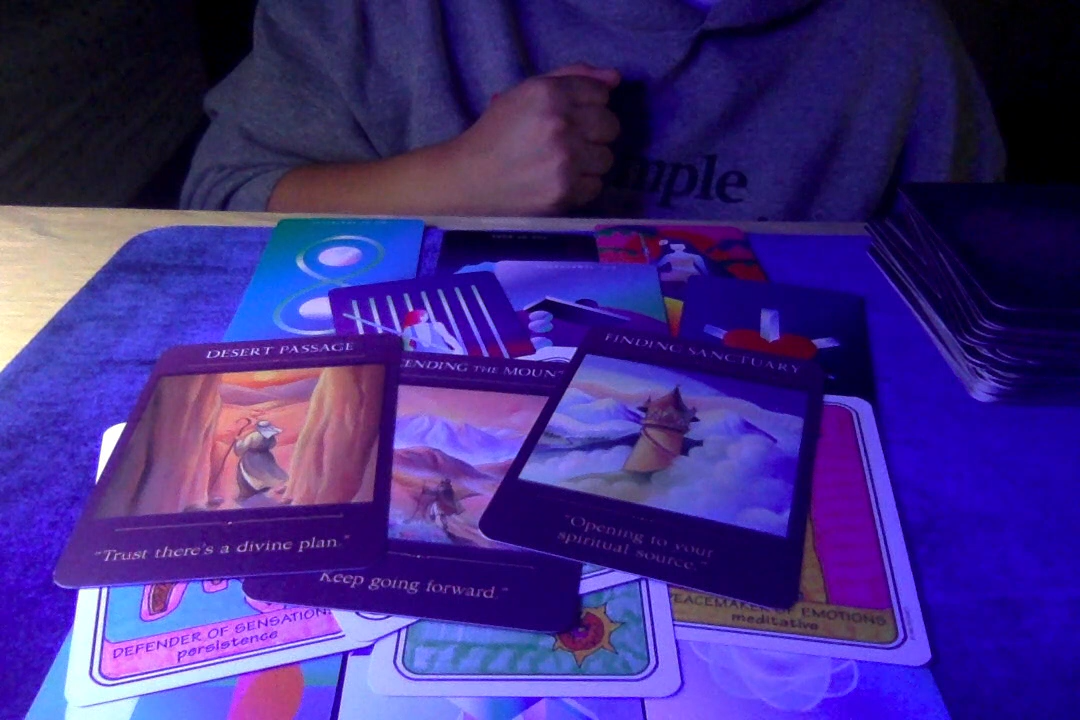 DESERT PASSAGE
ENDING THE MOUN
FINDING SANCTUARY
"Trust there's a divine plan."
Keep going forward."
"Opening to your
spiritual source."
DEFENDER OF SENSATION
persistence
PEACEMAKER OF EMOTIONS
meditative